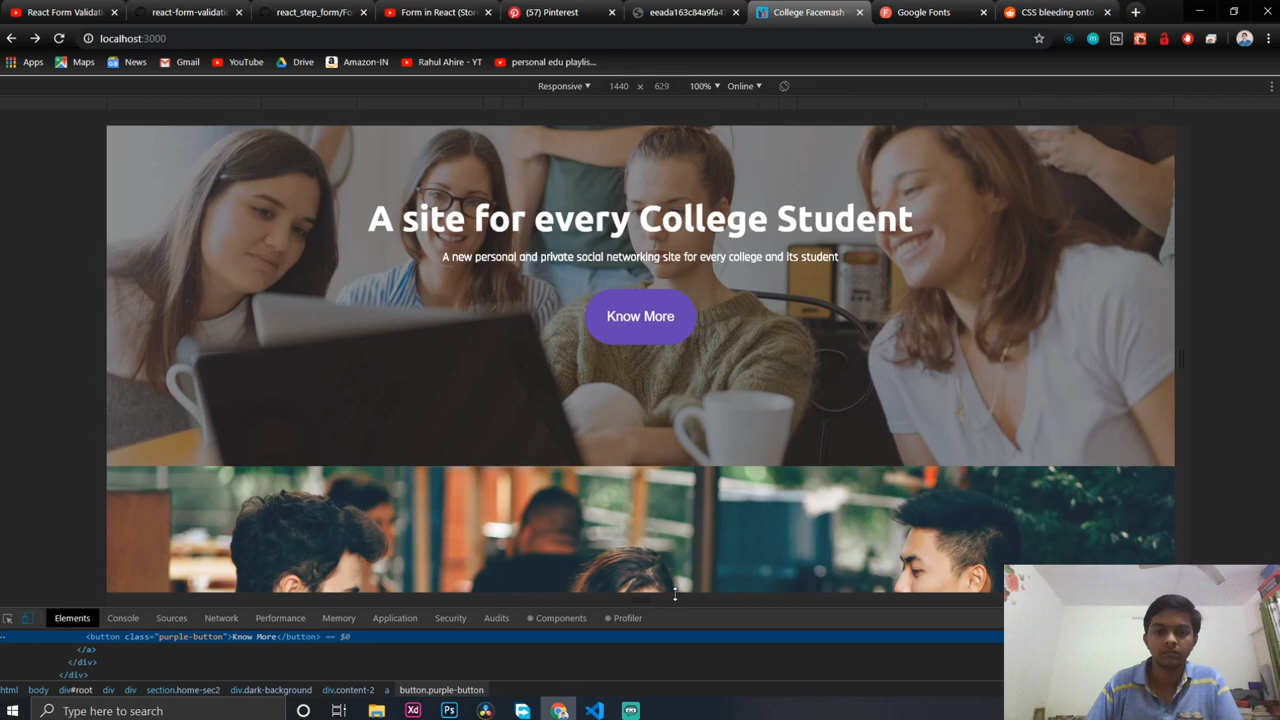 React Form Validati
react-form-validatio
react_step_form/Fo
Form in React (Stor
(57) Pinterest
eeada163c84a9fa47
College Facemash
Google Fonts
CSS bleeding onto
localhost:3000
Apps
Maps
News
Gmail
YouTube
Drive
Amazon-IN
Rahul Ahire - YT
personal edu playlis...
Responsive
1440 × 629
100%
Online
A site for every College Student
A new personal and private social networking site for every college and its student
Know More
Elements
Console
Sources
Network
Performance
Memory
Application
Security
Audits
Components
Profiler
<button class="purple-button">Know More</button> == $0
</a>
</div>
</div>
html body div#root div div section.home-sec2 div.dark-background div.content-2 a button.purple-button
Type here to search